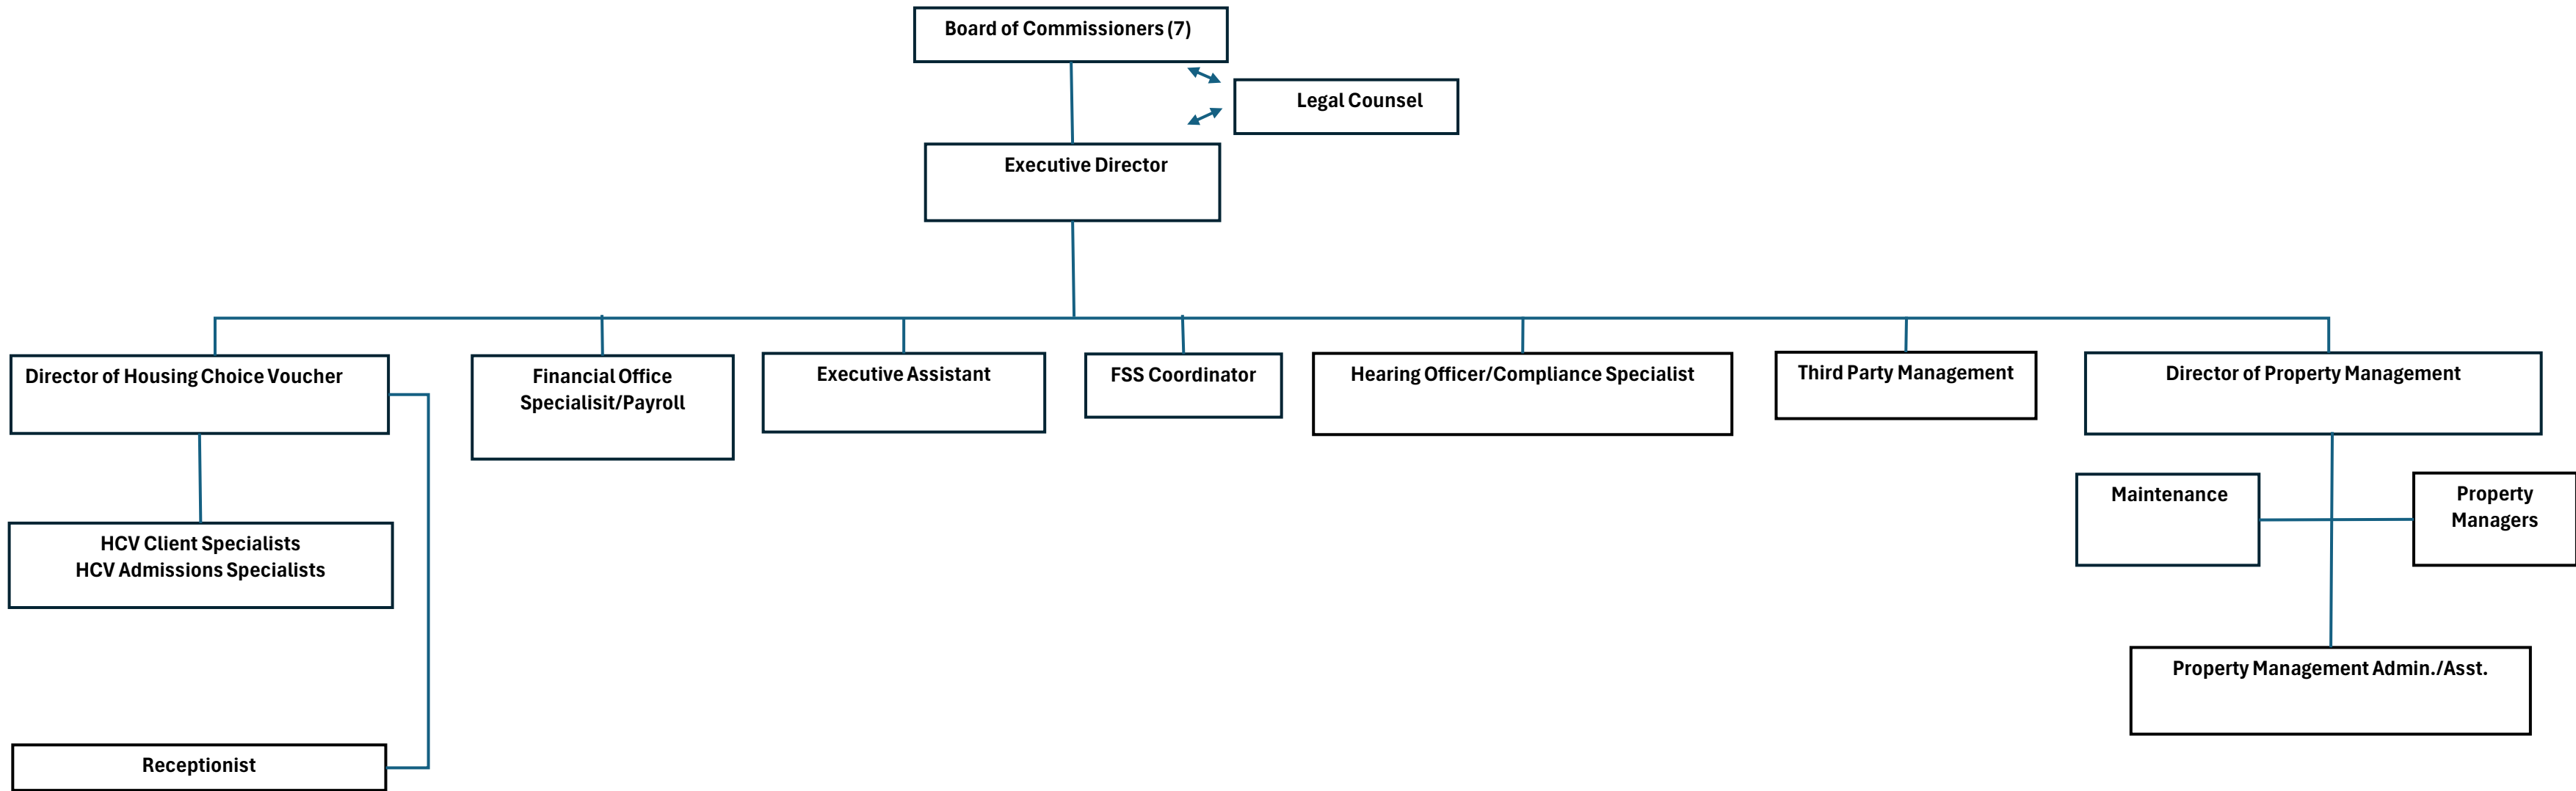 Board of Commissioners (7)
Legal Counsel
Executive Director
Director of Housing Choice Voucher
Financial Office
Specialisit/Payroll
Executive Assistant
FSS Coordinator
Hearing Officer/Compliance Specialist
Third Party Management
Director of Property Management
Maintenance
Property
Managers
HCV Client Specialists
HCV Admissions Specialists
Property Management Admin./Asst.
Receptionist